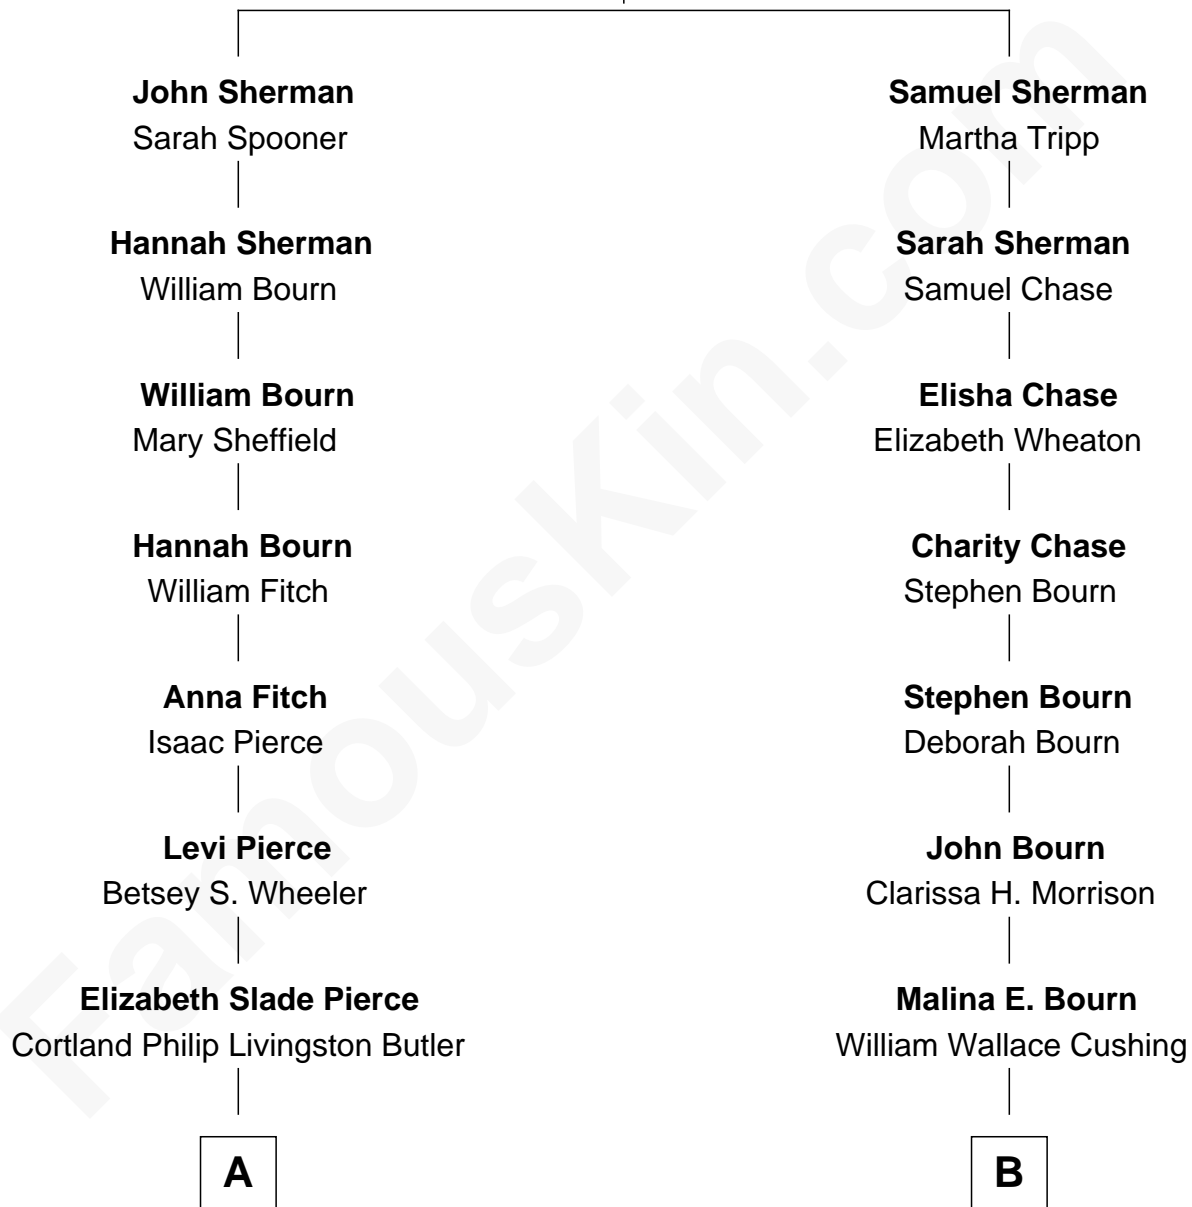 John Sherman
Sarah Spooner
Hannah Sherman
William Bourn
William Bourn
Mary Sheffield
Hannah Bourn
William Fitch
Anna Fitch
Isaac Pierce
Levi Pierce
Betsey S. Wheeler
Elizabeth Slade Pierce
Cortland Philip Livingston Butler
A
Samuel Sherman
Martha Tripp
Sarah Sherman
Samuel Chase
Elisha Chase
Elizabeth Wheaton
Charity Chase
Stephen Bourn
Stephen Bourn
Deborah Bourn
John Bourn
Clarissa H. Morrison
Malina E. Bourn
William Wallace Cushing
B
FamousKin.com